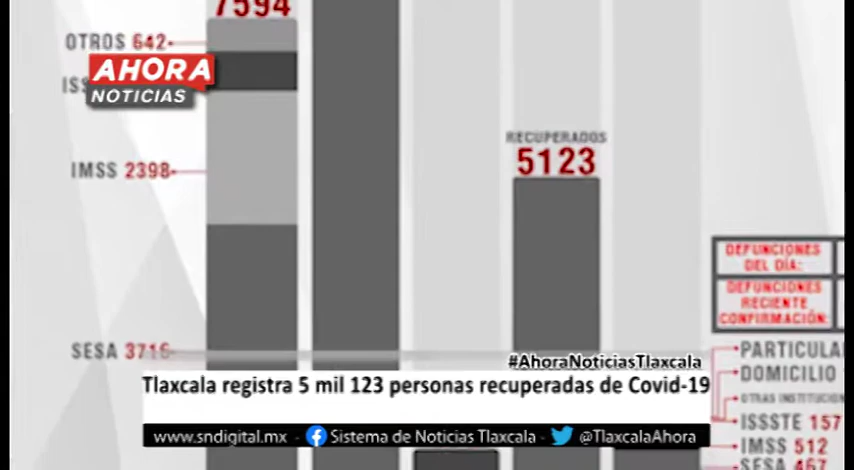 7594
OTROS 642-
AHORA
NOTICIAS
IMSS 2398-
RECUPERADOS
5123
DEFUNCIONES
DEL DÍA:
DEFUNCIONES
RECIENTE
CONFIRMACIÓN:
SESA 3716-
#AhoraNoticiasTlaxcala
Tlaxcala registra 5 mil 123 personas recuperadas de Covid-19
www.sndigital.mx - Sistema de Noticias Tlaxcala - @TlaxcalaAhora
DOMICILIO
OTRAS
ISSSTE 157
IMSS 512
SESA 467